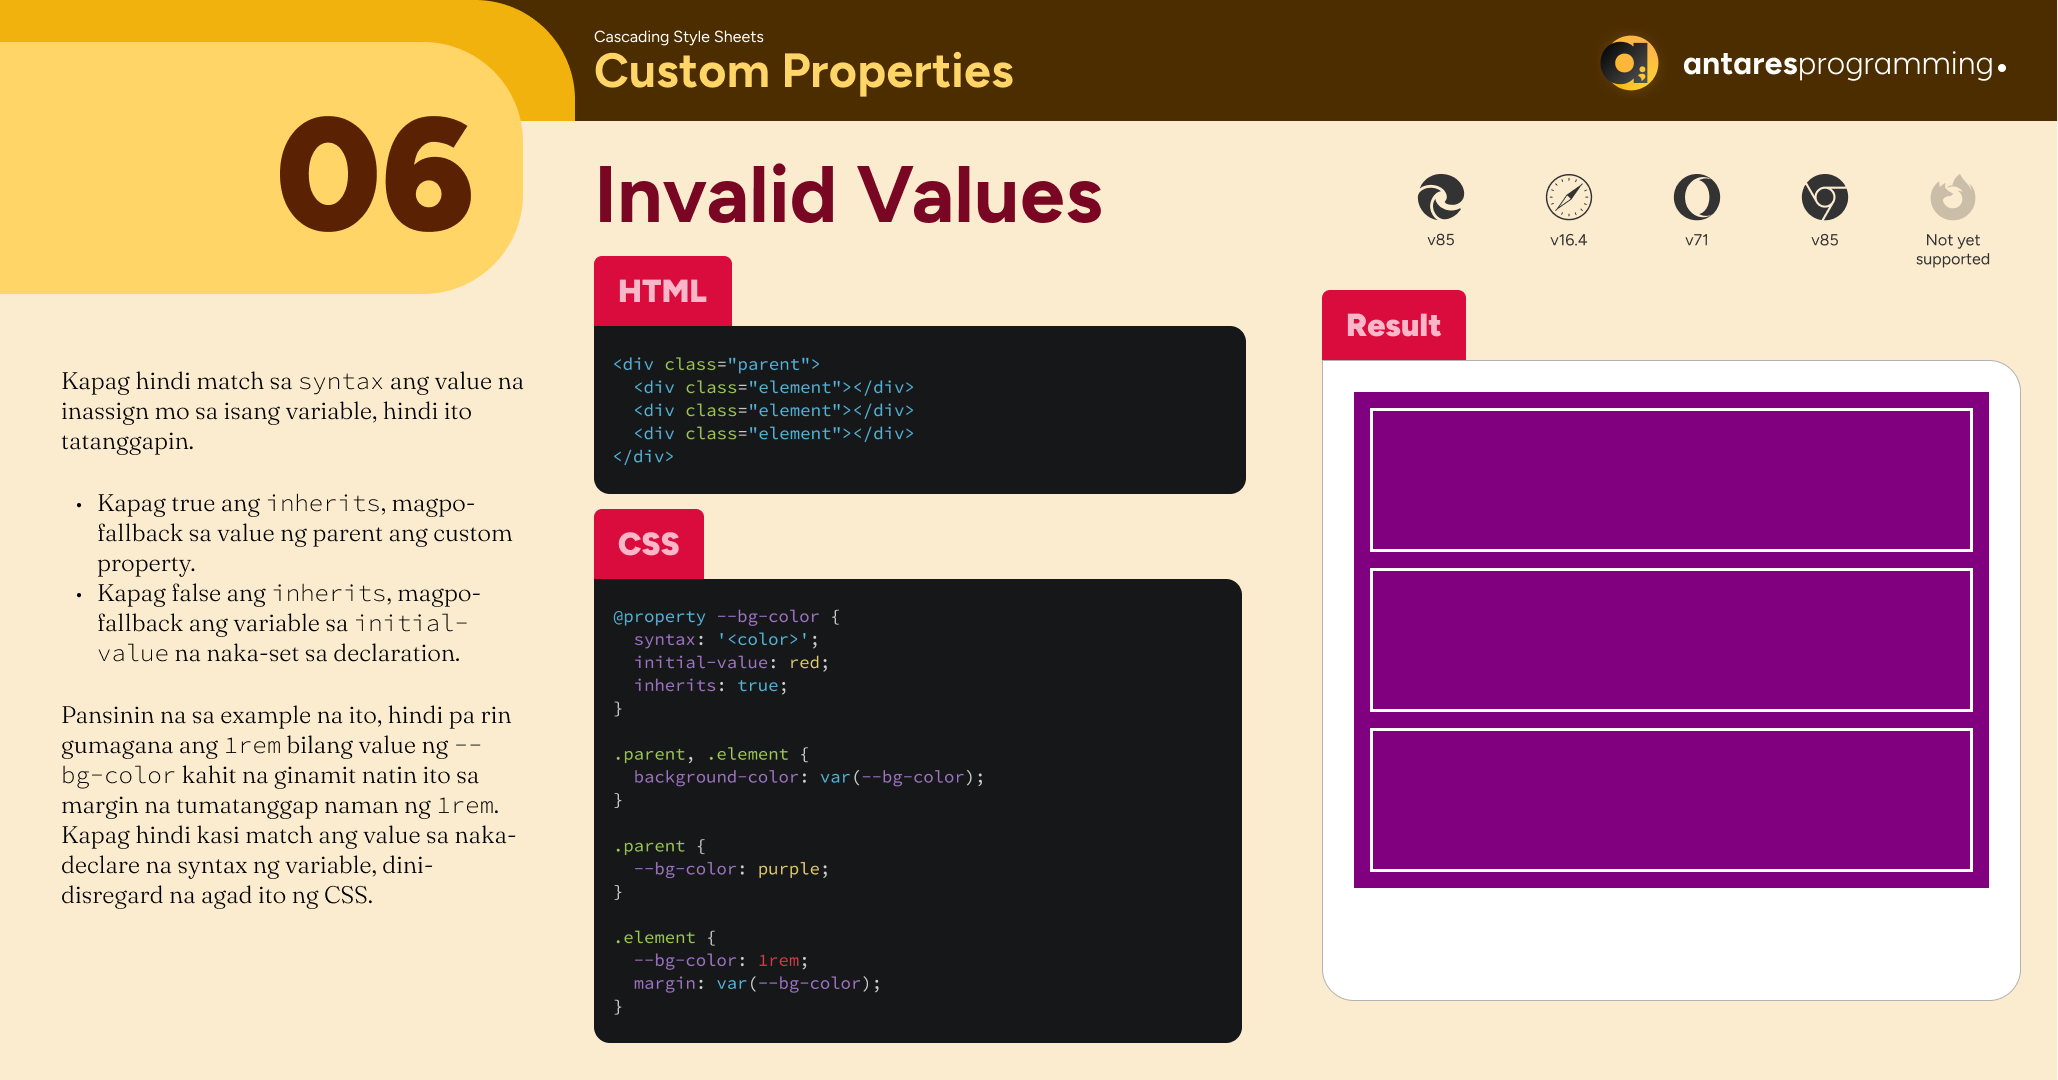 06
Cascading Style Sheets
Custom Properties
antaresprogramming.
Invalid Values
v85
v16.4
v71
v85
Not yet
supported
Kapag hindi match sa syntax ang value na
inassign mo sa isang variable, hindi ito
tatanggapin.
• Kapag true ang inherits, magpo-
fallback sa value ng parent ang custom
property.
• Kapag false ang inherits, magpo-
fallback ang variable sa initial-
value na naka-set sa declaration.
Pansinin na sa example na ito, hindi pa rin
gumagana ang 1rem bilang value ng --
bg-color kahit na ginamit natin ito sa
margin na tumatanggap naman ng 1rem.
Kapag hindi kasi match ang value sa naka-
declare na syntax ng variable, dini-
disregard na agad ito ng CSS.
HTML
<div class="parent">
  <div class="element"></div>
  <div class="element"></div>
  <div class="element"></div>
</div>
CSS
@property --bg-color {
  syntax: '<color>';
  initial-value: red;
  inherits: true;
}
.parent, .element {
  background-color: var(--bg-color);
}
.parent {
  --bg-color: purple;
}
.element {
  --bg-color: 1rem;
  margin: var(--bg-color);
}
Result